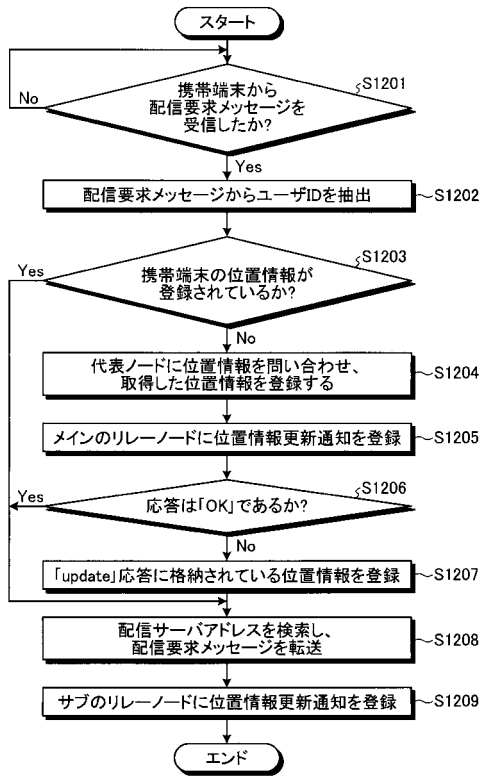 スタート
携帯端末から
配信要求メッセージを
受信したか?
S1201
No
Yes
配信要求メッセージからユーザIDを抽出
S1202
携帯端末の位置情報が
登録されているか?
S1203
Yes
No
代表ノードに位置情報を問い合わせ、
取得した位置情報を登録する
S1204
メインのリレーノードに位置情報更新通知を登録
S1205
応答は「OK」であるか?
S1206
Yes
No
「update」応答に格納されている位置情報を登録
S1207
配信サーバアドレスを検索し、
配信要求メッセージを転送
S1208
サブのリレーノードに位置情報更新通知を登録
S1209
エンド